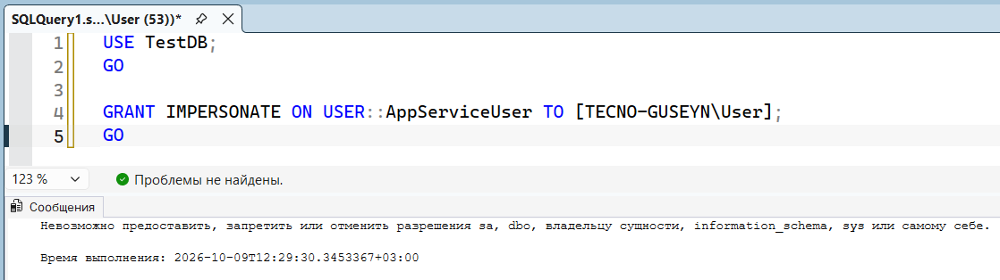 SQLQuery1.s...\User (53))*
1 USE TestDB;
2 GO
3
4 GRANT IMPERSONATE ON USER::AppServiceUser TO [TECNO-GUSEYN\User];
5 GO
123 %
Проблемы не найдены.
Сообщения
Невозможно предоставить, запретить или отменить разрешения sa, dbo, владельцу сущности, information_schema, sys или самому себе.
Время выполнения: 2026-10-09T12:29:30.3453367+03:00